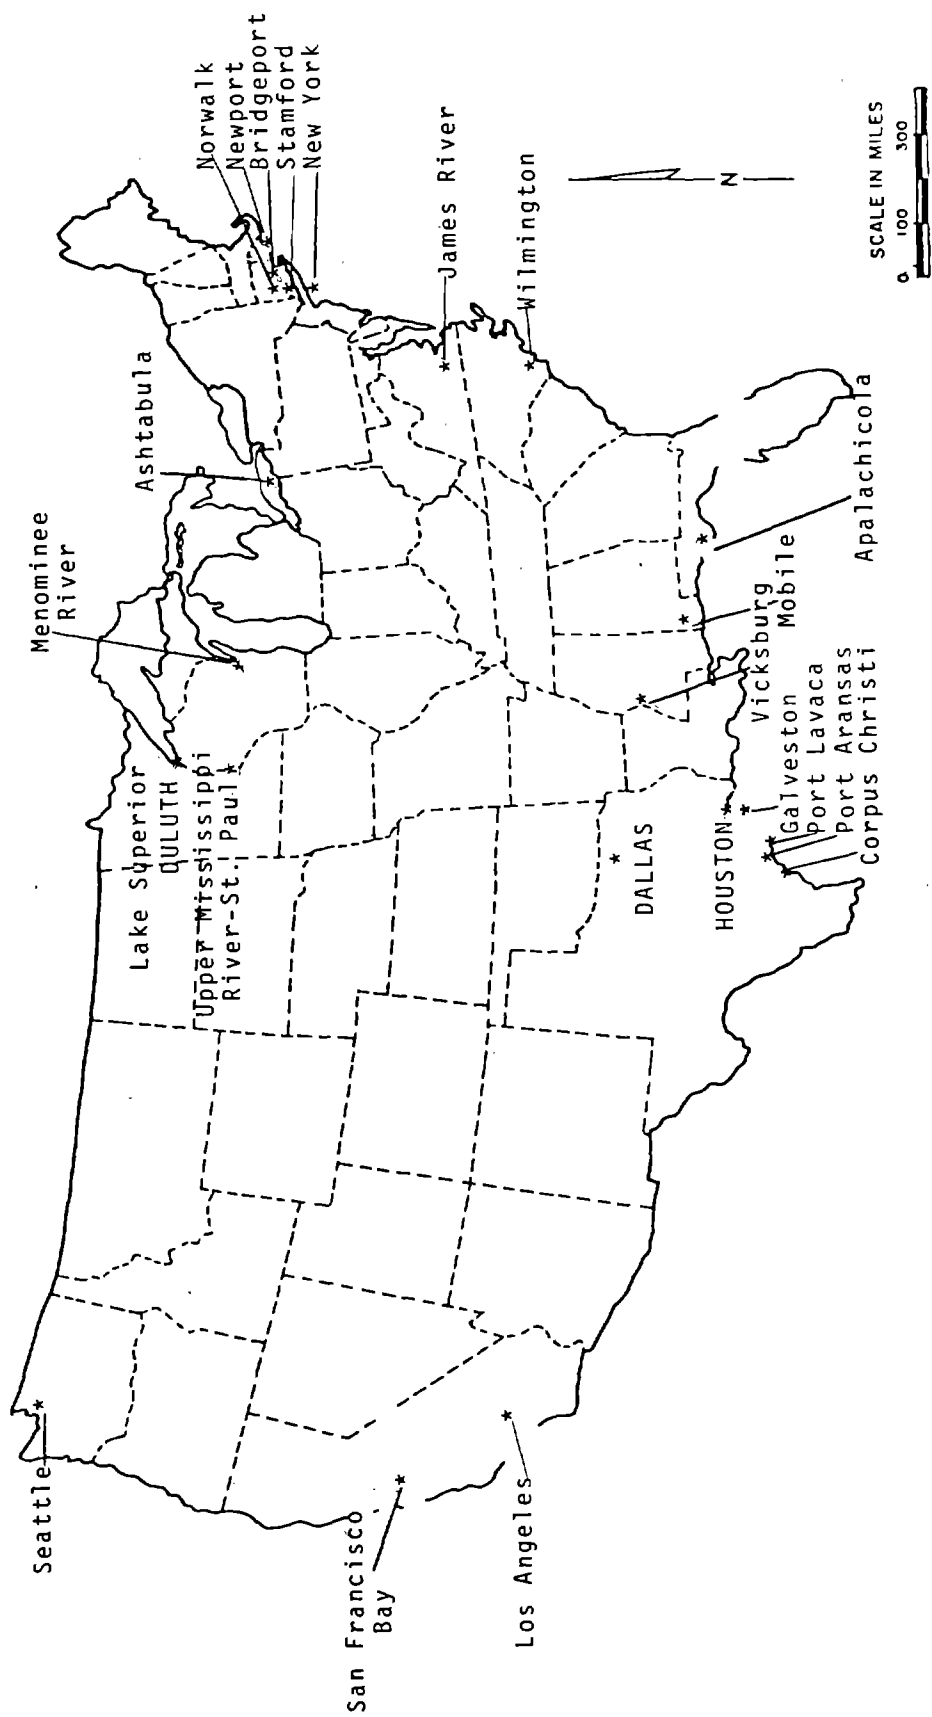 Seattle
San Francisco
Bay
Los Angeles
Lake Superior
DULUTH
Upper Mississippi
River-St. Paul
Menominee
River
Ashtabula
Norwalk
Newport
Bridgeport
Stamford
New York
James River
Wilmington
DALLAS
HOUSTON
Vicksburg
Mobile
Apalachicola
Galveston
Port Lavaca
Port Aransas
Corpus Christi
N
SCALE IN MILES
0 100 300